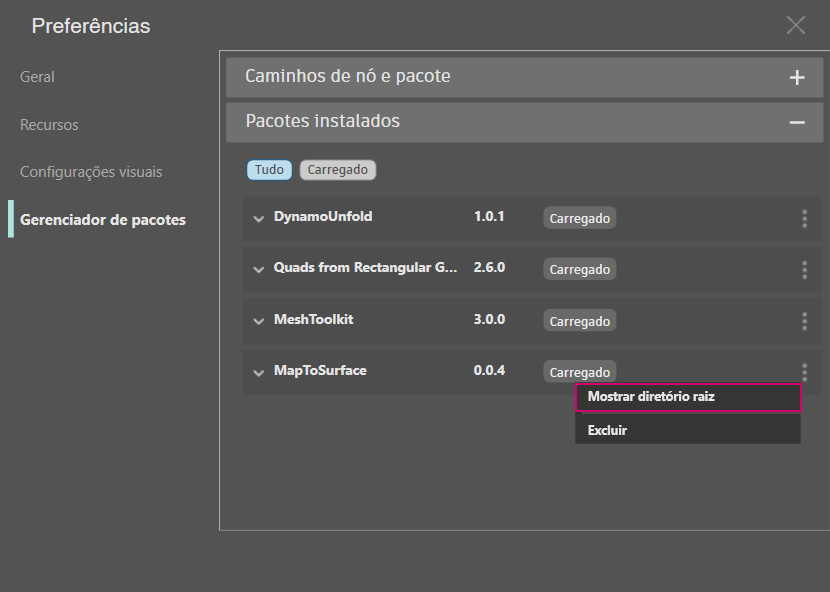 Preferências
Geral
Recursos
Configurações visuais
Gerenciador de pacotes
Caminhos de nó e pacote
Pacotes instalados
Tudo Carregado
DynamoUnfold 1.0.1 Carregado
Quads from Rectangular G... 2.6.0 Carregado
MeshToolkit 3.0.0 Carregado
MapToSurface 0.0.4 Carregado
Mostrar diretório raiz
Excluir